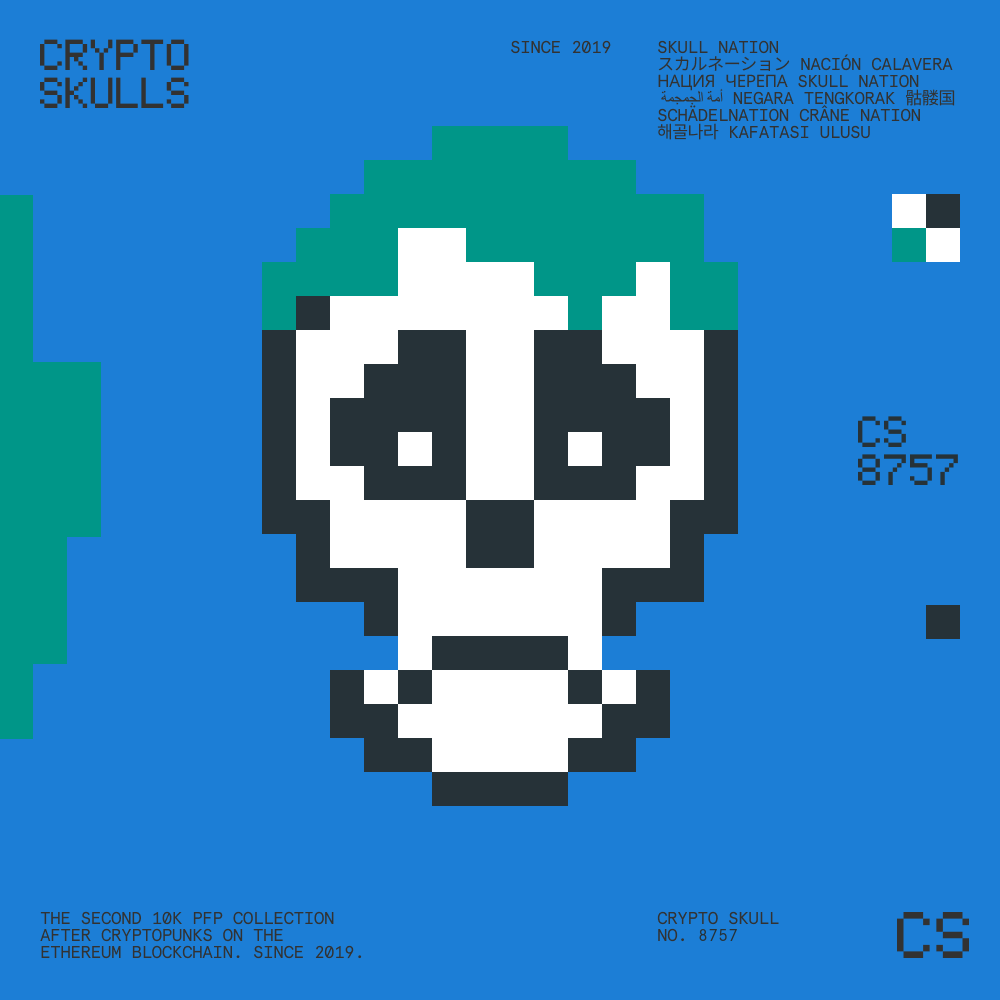 CRYPTO
SKULLS
SINCE 2019
SKULL NATION
スカルネーション NACIÓN CALAVERA
НАЦИЯ ЧЕРЕПА SKULL NATION
أمة الجمجمة NEGARA TENGKORAK 骷髅国
SCHÄDELNATION CRÂNE NATION
해골나라 KAFATASI ULUSU
CS
8757
THE SECOND 10K PFP COLLECTION
AFTER CRYPTOPUNKS ON THE
ETHEREUM BLOCKCHAIN. SINCE 2019.
CRYPTO SKULL
NO. 8757
CS